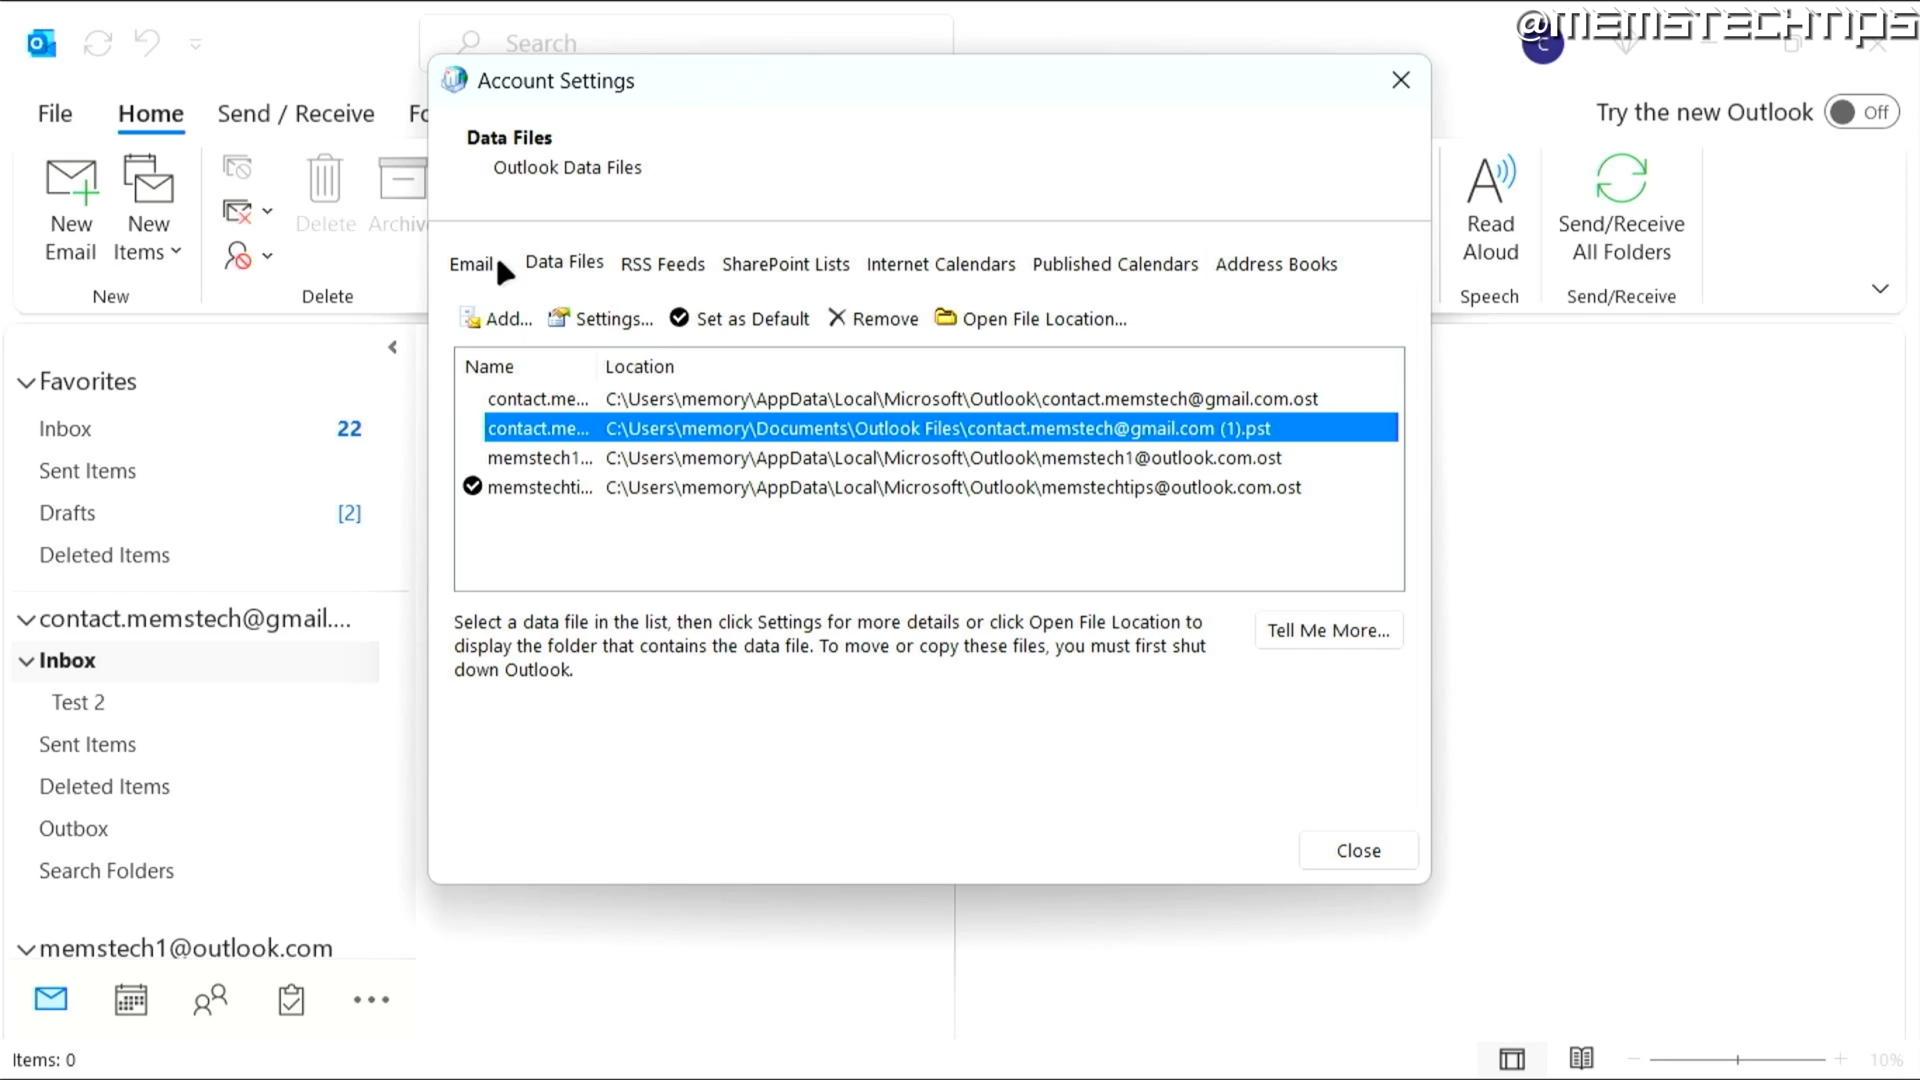 @MEMSTECHTIPS
Search
Account Settings
File
Home
Send / Receive
Fo
Try the new Outlook
Off
Data Files
Outlook Data Files
New
Email
New
Items
Delete
Archiv
Read
Aloud
Send/Receive
All Folders
New
Delete
Speech
Send/Receive
Email
Data Files
RSS Feeds
SharePoint Lists
Internet Calendars
Published Calendars
Address Books
Add...
Settings...
Set as Default
Remove
Open File Location...
Name
Location
contact.me... C:\Users\memory\AppData\Local\Microsoft\Outlook\contact.memstech@gmail.com.ost
contact.me... C:\Users\memory\Documents\Outlook Files\contact.memstech@gmail.com (1).pst
memstech1... C:\Users\memory\AppData\Local\Microsoft\Outlook\memstech1@outlook.com.ost
memstechti... C:\Users\memory\AppData\Local\Microsoft\Outlook\memstechtips@outlook.com.ost
Select a data file in the list, then click Settings for more details or click Open File Location to
display the folder that contains the data file. To move or copy these files, you must first shut
down Outlook.
Tell Me More...
Close
Favorites
Inbox 22
Sent Items
Drafts [2]
Deleted Items
contact.memstech@gmail....
Inbox
Test 2
Sent Items
Deleted Items
Outbox
Search Folders
memstech1@outlook.com
Items: 0
10%